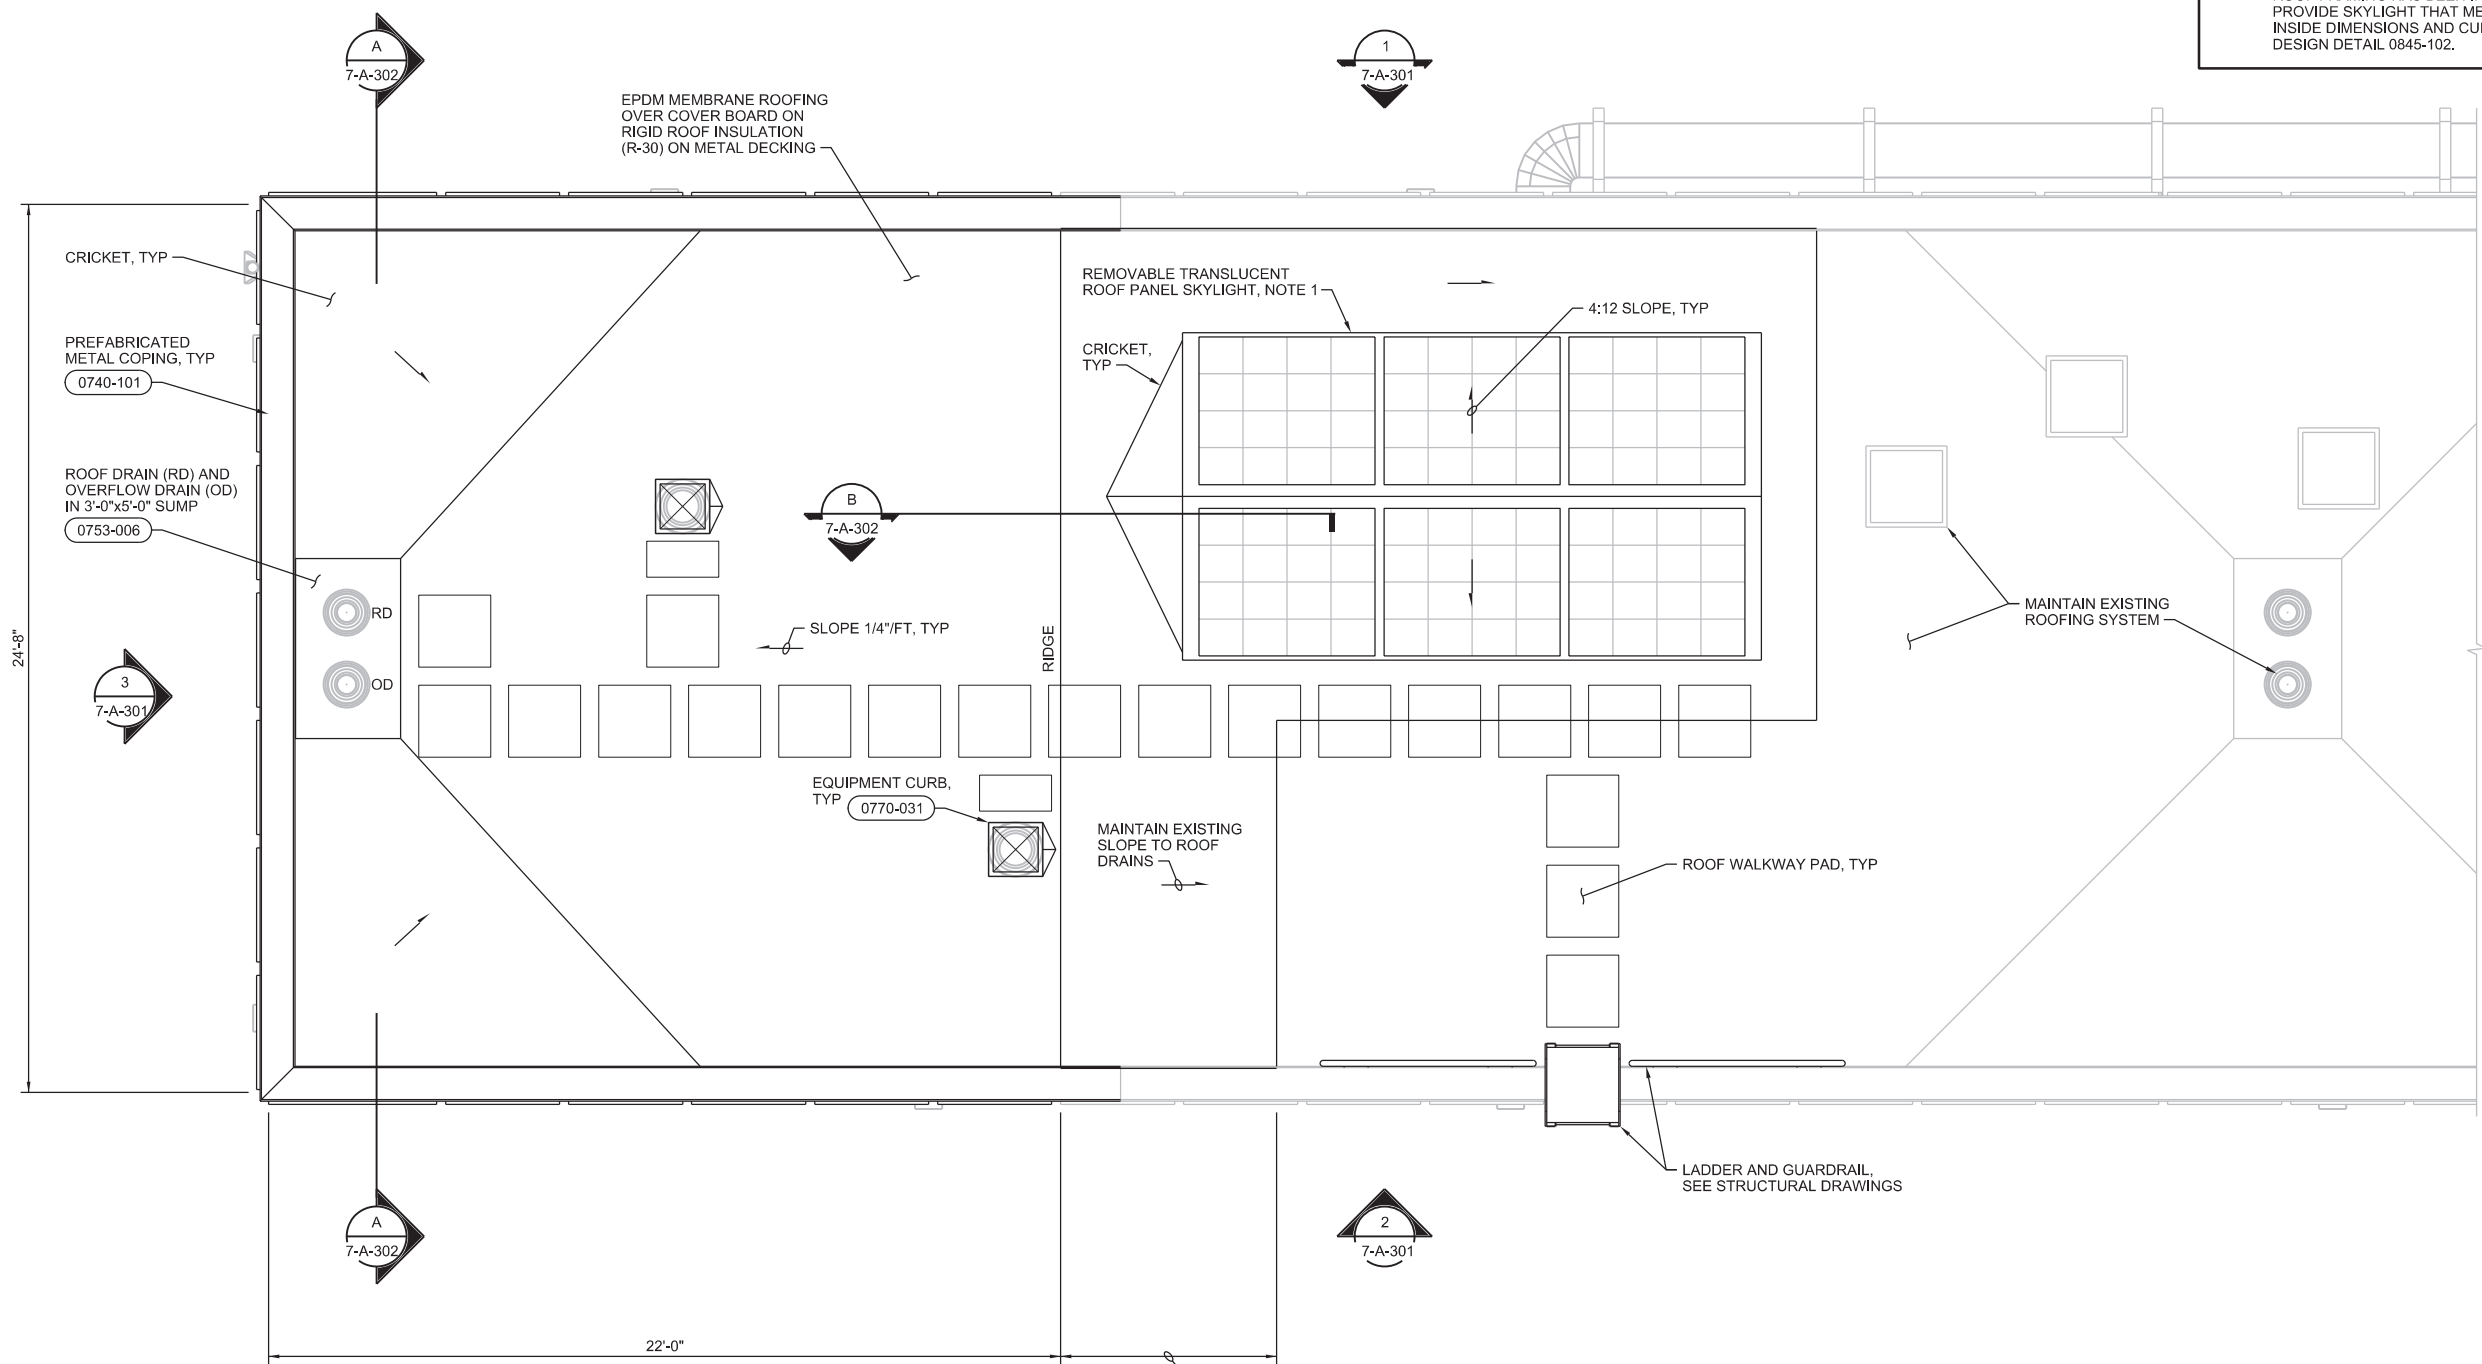 PROVIDE SKYLIGHT THAT ME
INSIDE DIMENSIONS AND CU
DESIGN DETAIL 0845-102.
A
7-A-302
1
7-A-301
EPDM MEMBRANE ROOFING
OVER COVER BOARD ON
RIGID ROOF INSULATION
(R-30) ON METAL DECKING
CRICKET, TYP
REMOVABLE TRANSLUCENT
ROOF PANEL SKYLIGHT, NOTE 1
4:12 SLOPE, TYP
PREFABRICATED
METAL COPING, TYP
0740-101
CRICKET,
TYP
ROOF DRAIN (RD) AND
OVERFLOW DRAIN (OD)
IN 3'-0"x5'-0" SUMP
0753-006
B
7-A-302
RD
OD
SLOPE 1/4"/FT, TYP
RIDGE
MAINTAIN EXISTING
ROOFING SYSTEM
24'-8"
3
7-A-301
EQUIPMENT CURB,
TYP
0770-031
MAINTAIN EXISTING
SLOPE TO ROOF
DRAINS
ROOF WALKWAY PAD, TYP
LADDER AND GUARDRAIL,
SEE STRUCTURAL DRAWINGS
A
7-A-302
2
7-A-301
22'-0"